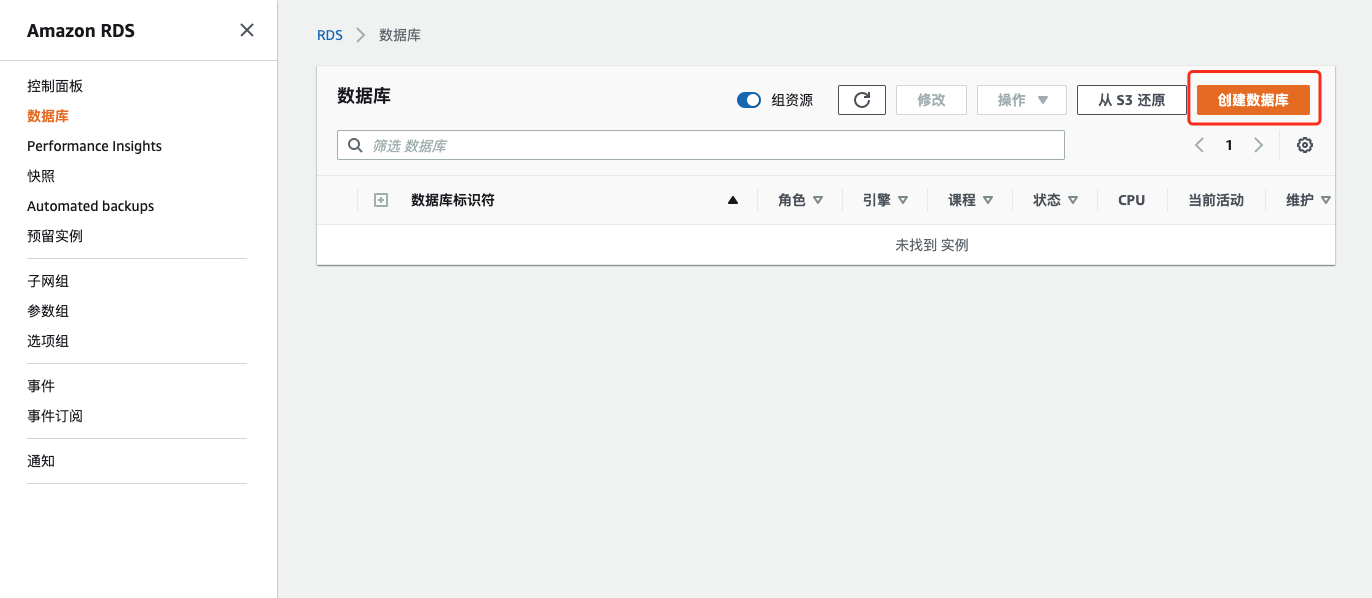 Amazon RDS
控制面板
数据库
Performance Insights
快照
Automated backups
预留实例
子网组
参数组
选项组
事件
事件订阅
通知
RDS 数据库
数据库 组资源 修改 操作 从 S3 还原 创建数据库
筛选 数据库 1
数据库标识符 角色 引擎 课程 状态 CPU 当前活动 维护
未找到 实例